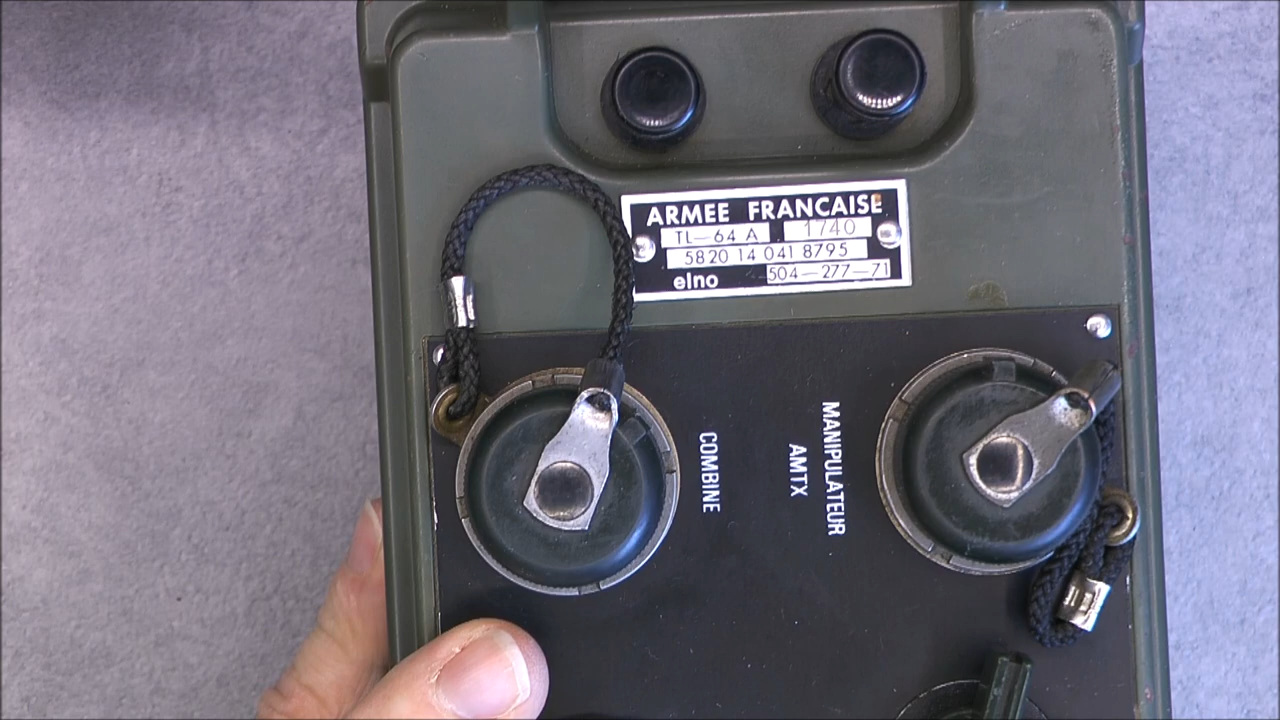 ARMEE FRANCAISE
TL-64 A 1740
5820 14 041 8795
elno 504-277-71
COMBINE
MANIPULATEUR
AMTX